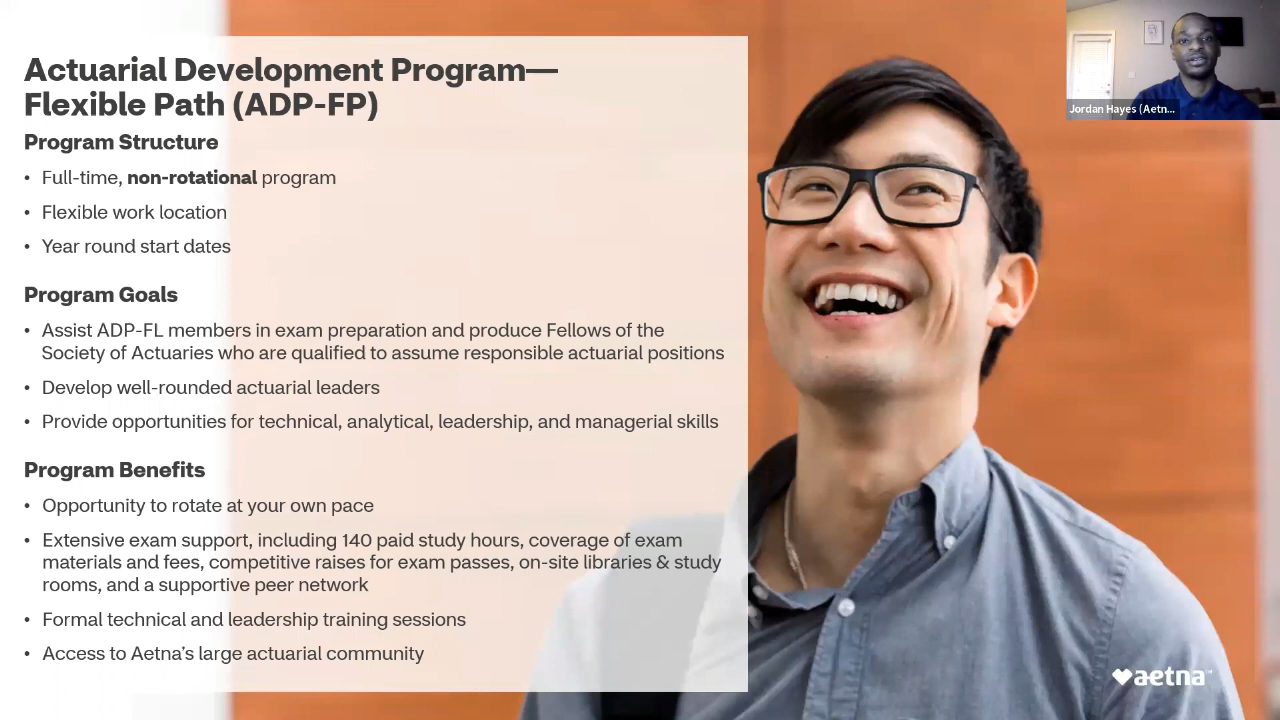 Actuarial Development Program—
Flexible Path (ADP-FP)
Program Structure
• Full-time, non-rotational program
• Flexible work location
• Year round start dates
Program Goals
• Assist ADP-FL members in exam preparation and produce Fellows of the
Society of Actuaries who are qualified to assume responsible actuarial positions
• Develop well-rounded actuarial leaders
• Provide opportunities for technical, analytical, leadership, and managerial skills
Program Benefits
• Opportunity to rotate at your own pace
• Extensive exam support, including 140 paid study hours, coverage of exam
materials and fees, competitive raises for exam passes, on-site libraries & study
rooms, and a supportive peer network
• Formal technical and leadership training sessions
• Access to Aetna’s large actuarial community
Jordan Hayes (Aetn...
aetna™